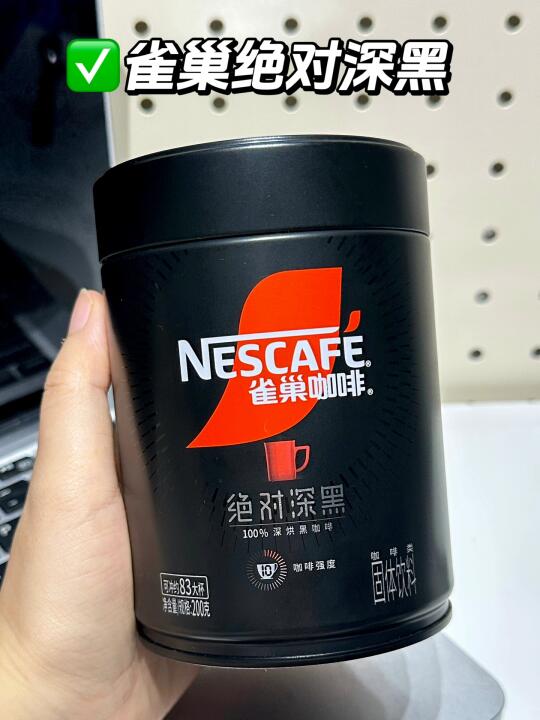 ✅雀巢绝对深黑
NESCAFÉ®
雀巢咖啡®
绝对深黑
100% 深烘黑咖啡
10 咖啡强度
可冲约83大杯
净含量/规格:200克
咖啡类
固体饮料